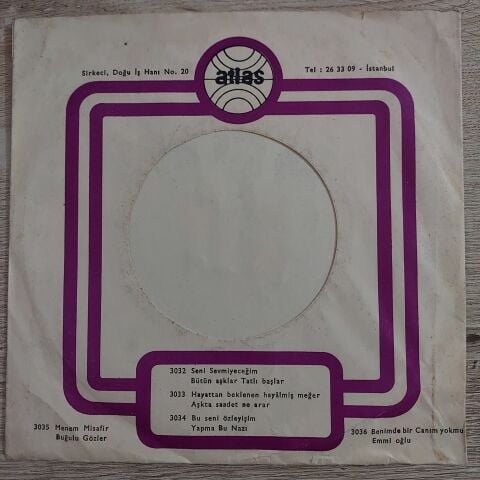 Sirkeci, Doğu İş Hanı No. 20
atlas
Tel : 26 33 09 - İstanbul
3032 Seni Sevmiyeceğim
Bütün aşklar Tatlı başlar
3033 Hayattan beklenen hayâlmiş meğer
Aşkta saadet ne arar
3034 Bu seni özleyişim
Yapma Bu Nazı
3035 Menem Misafir
Buğulu Gözler
3036 Benimde bir Canım yokmu
Emmi oğlu